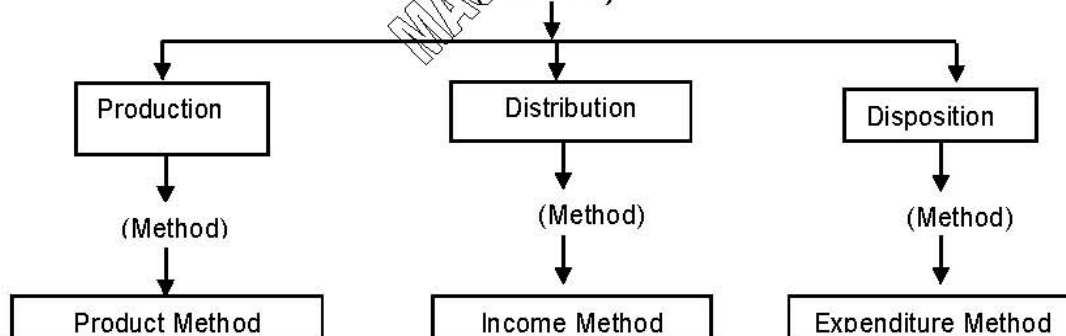 Production
Distribution
Disposition
(Method)
(Method)
(Method)
Product Method
Income Method
Expenditure Method